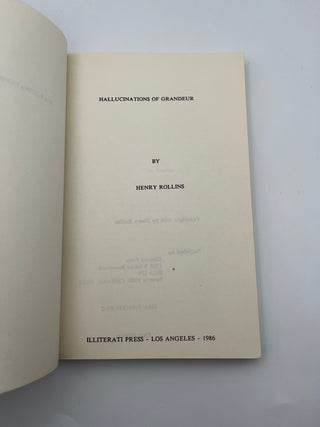 HALLUCINATIONS OF GRANDEUR
BY
HENRY ROLLINS
ILLITERATI PRESS - LOS ANGELES - 1986